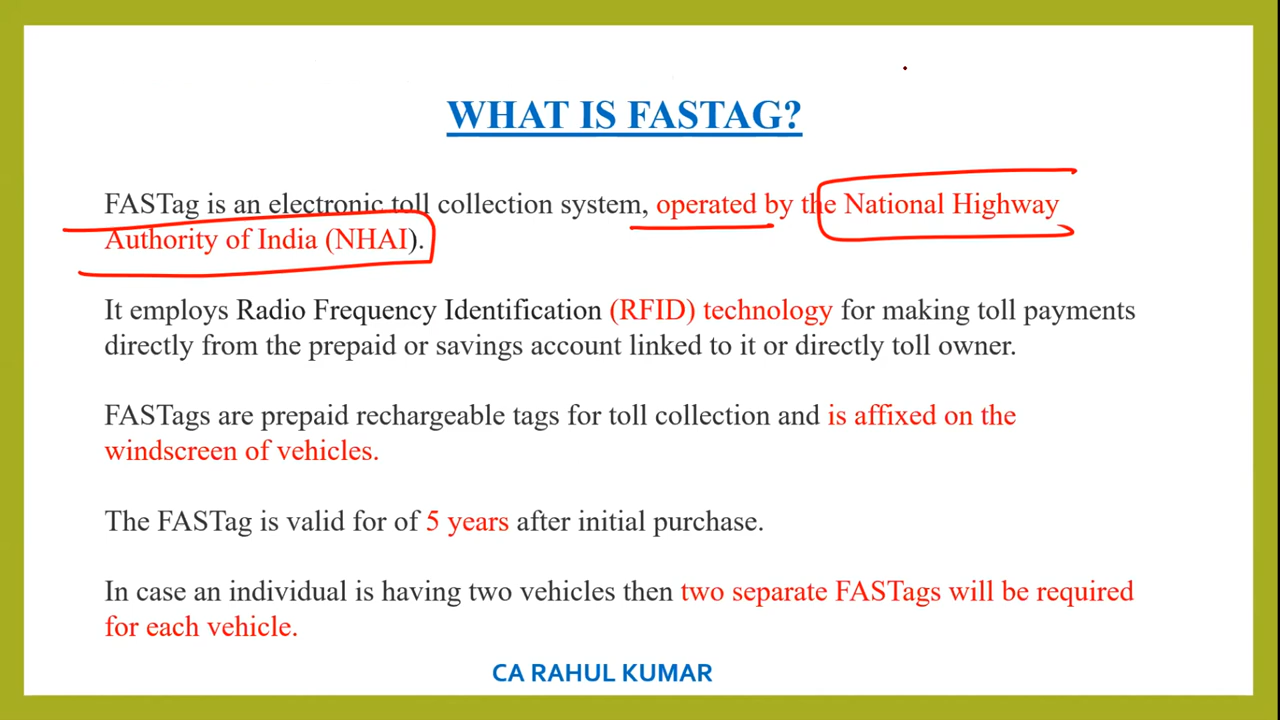 WHAT IS FASTAG?
FASTag is an electronic toll collection system, operated by the National Highway
Authority of India (NHAI).
It employs Radio Frequency Identification (RFID) technology for making toll payments
directly from the prepaid or savings account linked to it or directly toll owner.
FASTags are prepaid rechargeable tags for toll collection and is affixed on the
windscreen of vehicles.
The FASTag is valid for of 5 years after initial purchase.
In case an individual is having two vehicles then two separate FASTags will be required
for each vehicle.
CA RAHUL KUMAR